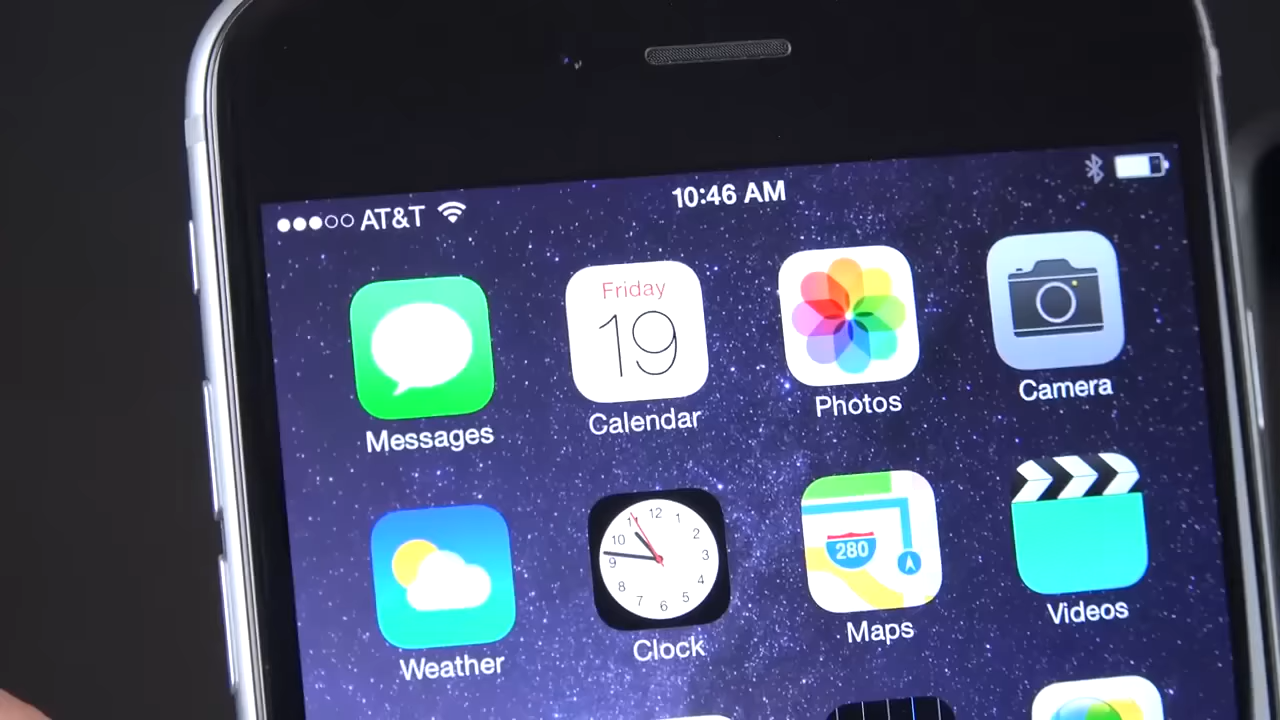 AT&T
10:46 AM
Friday
19
Messages
Calendar
Photos
Camera
12
1
2
3
4
5
6
7
8
9
10
11
280
Weather
Clock
Maps
Videos